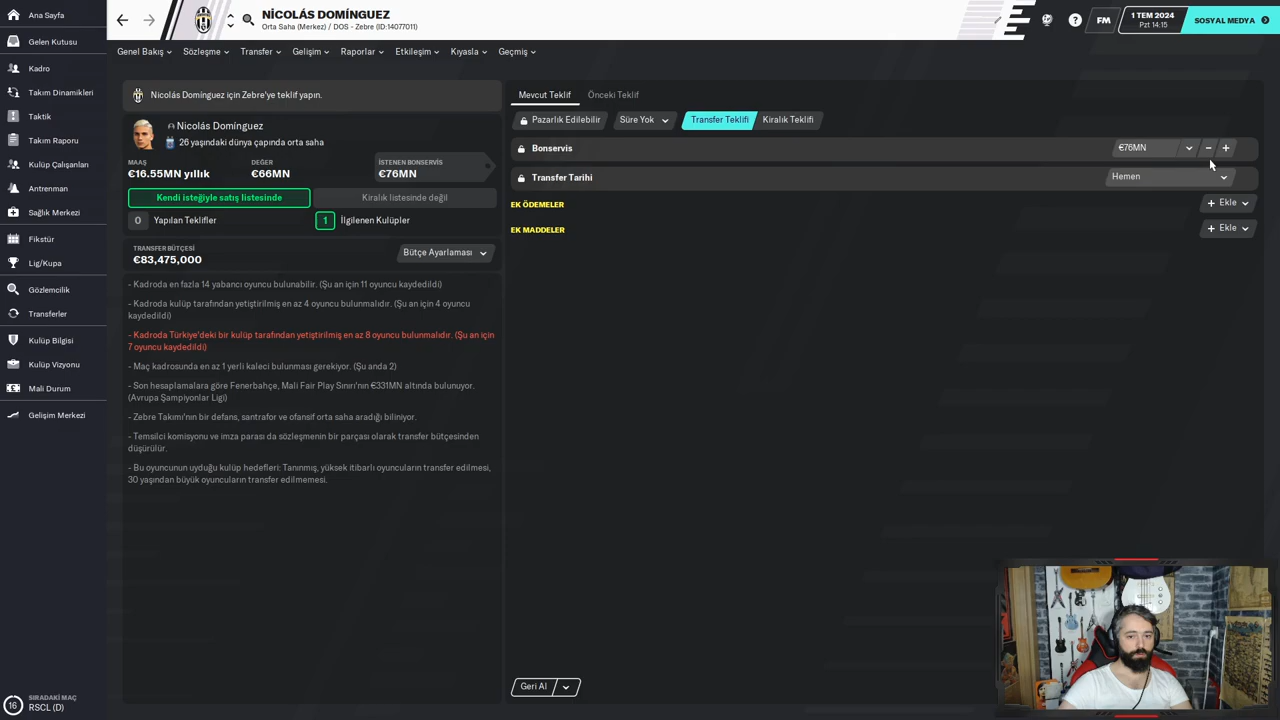 Ana Sayfa
Gelen Kutusu
Kadro
Takım Dinamikleri
Taktik
Takım Raporu
Kulüp Çalışanları
Antrenman
Sağlık Merkezi
Fikstür
Lig/Kupa
Gözlemcilik
Transferler
Kulüp Bilgisi
Kulüp Vizyonu
Mali Durum
Gelişim Merkezi
SIRADAKİ MAÇ
16 RSCL (D)
NİCOLÁS DOMÍNGUEZ
Orta Saha (Merkez) / DOS - Zebre (ID:14077011)
FM
1 TEM 2024
Pzt 14:15
SOSYAL MEDYA
Genel Bakış Sözleşme Transfer Gelişim Raporlar Etkileşim Kıyasla Geçmiş
Nicolás Domínguez için Zebre'ye teklif yapın.
Nicolás Domínguez
26 yaşındaki dünya çapında orta saha
MAAŞ DEĞER İSTENEN BONSERVİS
€16.55MN yıllık €66MN €76MN
Kendi isteğiyle satış listesinde Kiralık listesinde değil
0 Yapılan Teklifler 1 İlgilenen Kulüpler
TRANSFER BÜTÇESİ
€83,475,000
Bütçe Ayarlaması
- Kadroda en fazla 14 yabancı oyuncu bulunabilir. (Şu an için 11 oyuncu kaydedildi)
- Kadroda kulüp tarafından yetiştirilmiş en az 4 oyuncu bulunmalıdır. (Şu an için 4 oyuncu
kaydedildi)
- Kadroda Türkiye'deki bir kulüp tarafından yetiştirilmiş en az 8 oyuncu bulunmalıdır. (Şu an için
7 oyuncu kaydedildi)
- Maç kadrosunda en az 1 yerli kaleci bulunması gerekiyor. (Şu anda 2)
- Son hesaplamalara göre Fenerbahçe, Mali Fair Play Sınırı'nın €331MN altında bulunuyor.
(Avrupa Şampiyonlar Ligi)
- Zebre Takımı'nın bir defans, santrafor ve ofansif orta saha aradığı biliniyor.
- Temsilci komisyonu ve imza parası da sözleşmenin bir parçası olarak transfer bütçesinden
düşürülür.
- Bu oyuncunun uyduğu kulüp hedefleri: Tanınmış, yüksek itibarlı oyuncuların transfer edilmesi,
30 yaşından büyük oyuncuların transfer edilmemesi.
Mevcut Teklif Önceki Teklif
Pazarlık Edilebilir Süre Yok Transfer Teklifi Kiralık Teklifi
Bonservis €76MN
Transfer Tarihi Hemen
EK ÖDEMELER Ekle
EK MADDELER Ekle
Geri Al